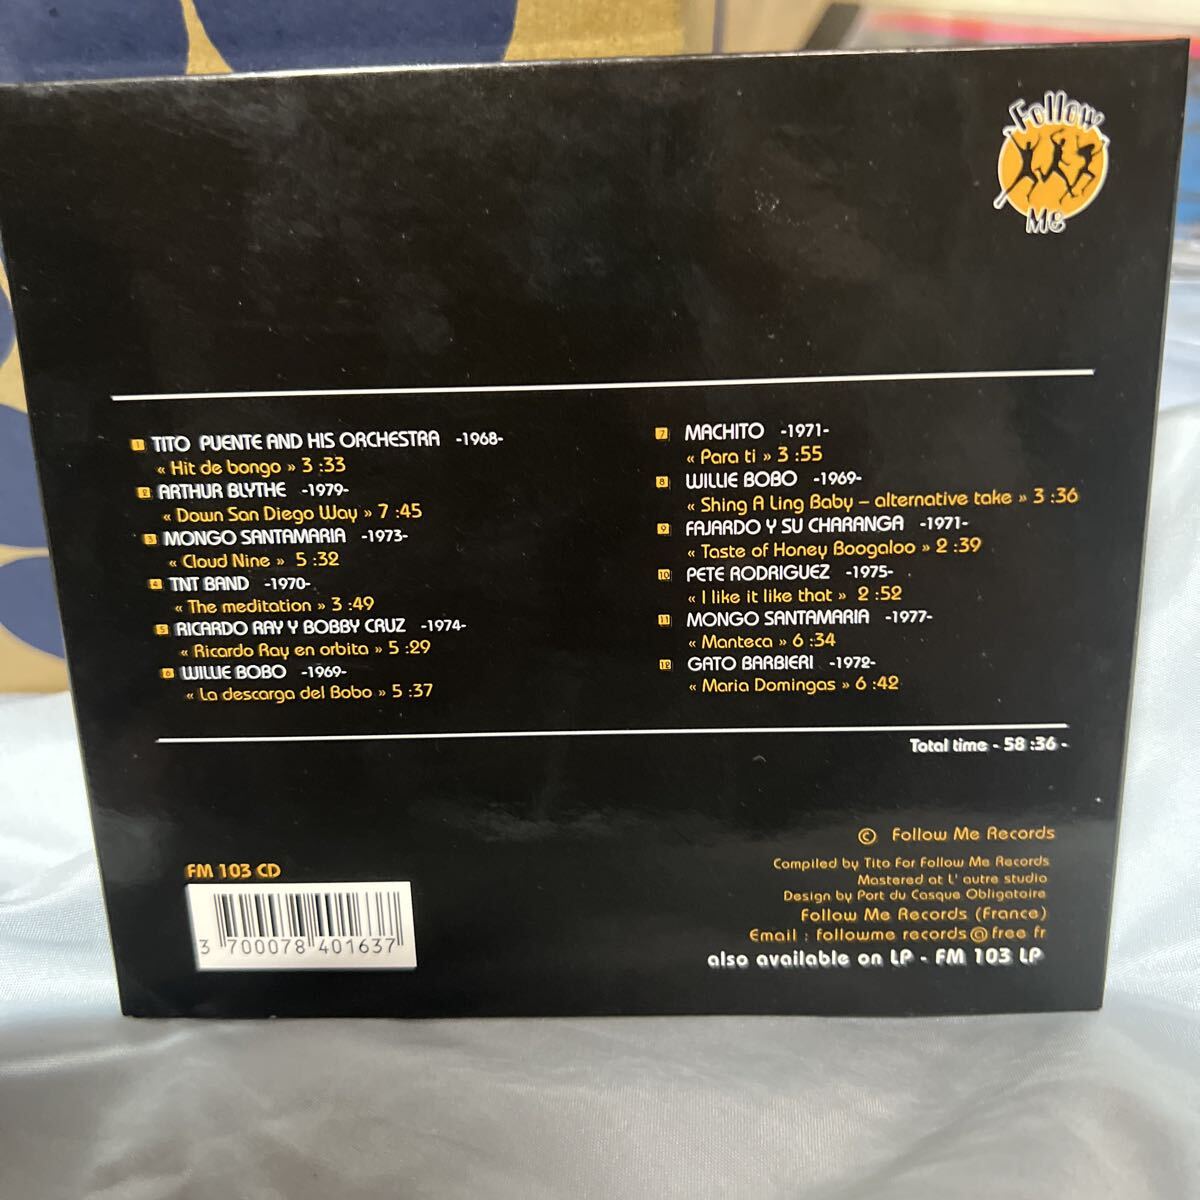 Follow
Me
1 TITO PUENTE AND HIS ORCHESTRA -1968-
« Hit de bongo » 3 :33
2 ARTHUR BLYTHE -1979-
« Down San Diego Way » 7 :45
3 MONGO SANTAMARIA -1973-
« Cloud Nine » 5 :32
4 TNT BAND -1970-
« The meditation » 3 :49
5 RICARDO RAY Y BOBBY CRUZ -1974-
« Ricardo Ray en orbita » 5 :29
6 WILLIE BOBO -1969-
« La descarga del Bobo » 5 :37
7 MACHITO -1971-
« Para ti » 3 :55
8 WILLIE BOBO -1969-
« Shing A Ling Baby – alternative take » 3 :36
9 FAJARDO Y SU CHARANGA -1971-
« Taste of Honey Boogaloo » 2 :39
10 PETE RODRIGUEZ -1975-
« I like it like that » 2 :52
11 MONGO SANTAMARIA -1977-
« Manteca » 6 :34
12 GATO BARBIERI -1972-
« Maria Domingas » 6 :42
Total time - 58 :36 -
© Follow Me Records
Compiled by Tito For Follow Me Records
Mastered at L' autre studio
Design by Port du Casque Obligatoire
Follow Me Records (France)
Email : followme records@free fr
also available on LP - FM 103 LP
FM 103 CD
3 700078 401637